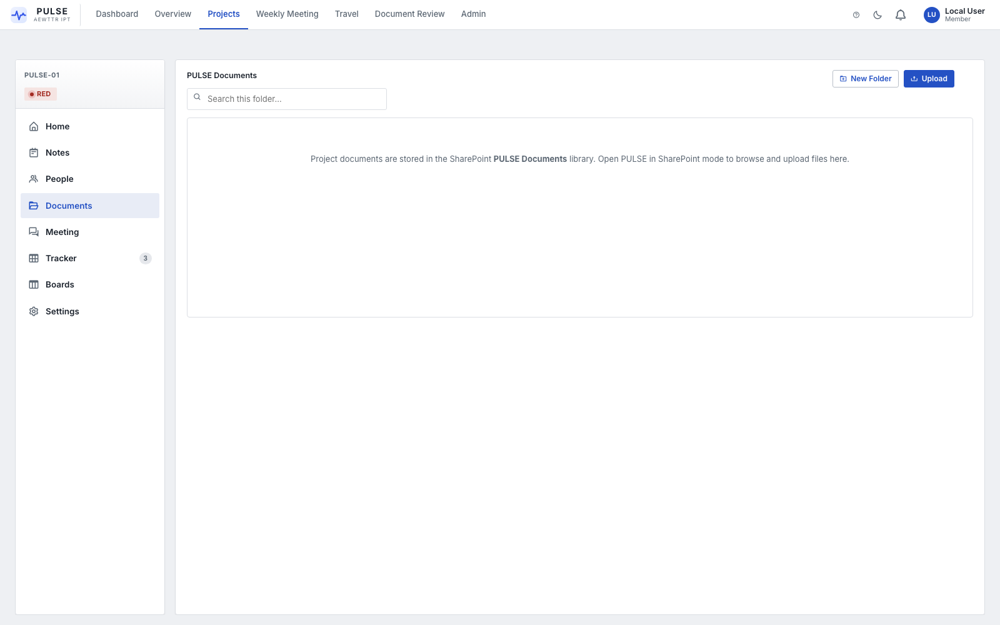 PULSE
AEWTTR IPT
Dashboard
Overview
Projects
Weekly Meeting
Travel
Document Review
Admin
LU
Local User
Member
PULSE-01
RED
Home
Notes
People
Documents
Meeting
Tracker
3
Boards
Settings
PULSE Documents
New Folder
Upload
Search this folder...
Project documents are stored in the SharePoint PULSE Documents library. Open PULSE in SharePoint mode to browse and upload files here.